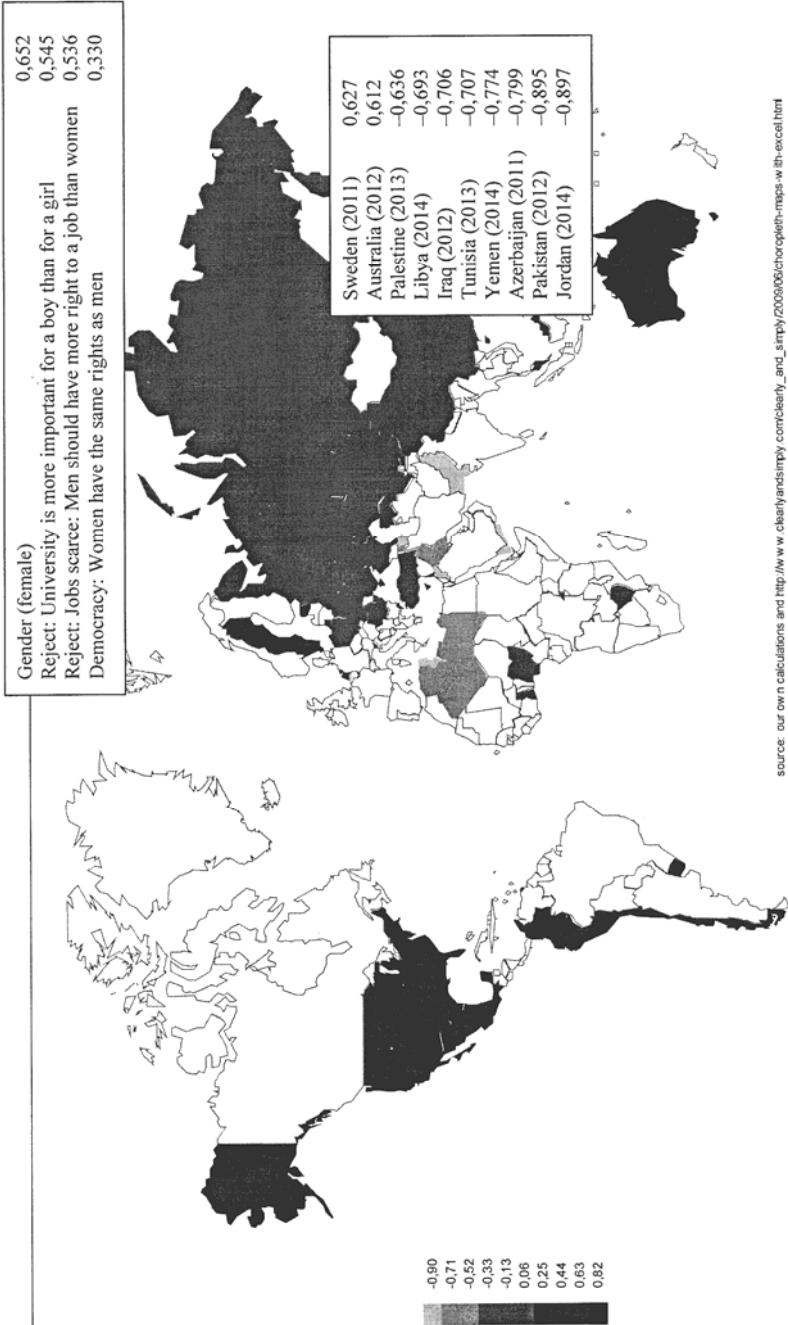 Gender (female) 0,652
Reject: University is more important for a boy than for a girl 0,545
Reject: Jobs scarce: Men should have more right to a job than women 0,536
Democracy: Women have the same rights as men 0,330
Sweden (2011) 0,627
Australia (2012) 0,612
Palestine (2013) –0,636
Libya (2014) –0,693
Iraq (2012) –0,706
Tunisia (2013) –0,707
Yemen (2014) –0,774
Azerbaijan (2011) –0,799
Pakistan (2012) –0,895
Jordan (2014) –0,897
-0,90
-0,71
-0,52
-0,33
-0,13
0,06
0,25
0,44
0,63
0,82
source: our own calculations and http://www.clearlyandsimply.com/clearly_and_simply/2009/06/choropleth-maps-with-excel.html